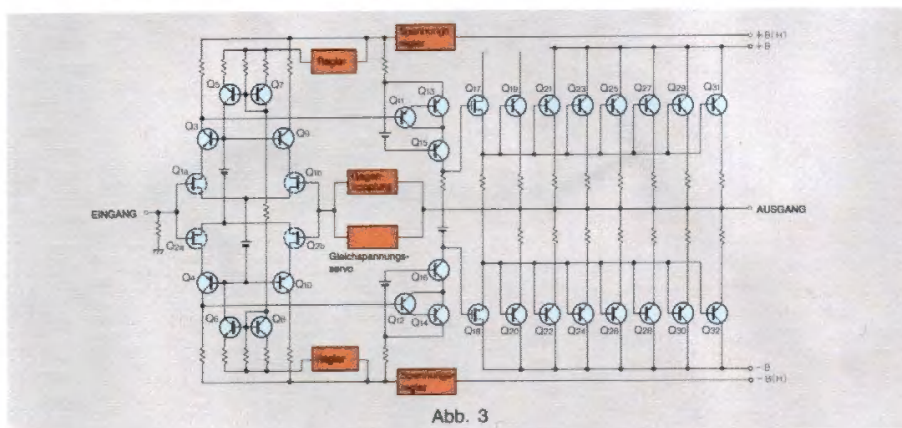 Spannungs
regler
+B(H)
+B
Regler
Q5
Q7
Q11
Q13
Q17
Q19
Q21
Q23
Q25
Q27
Q29
Q31
Q3
Q9
Q15
Q1a
Q1b
Gegen-
kopplung
EINGANG
AUSGANG
Q2a
Q2b
Gleichspannungs-
servo
Q4
Q10
Q16
Q6
Q8
Q12
Q14
Q18
Q20
Q22
Q24
Q26
Q28
Q30
Q32
Regler
Spannungs
regler
-B
-B(H)
Abb. 3